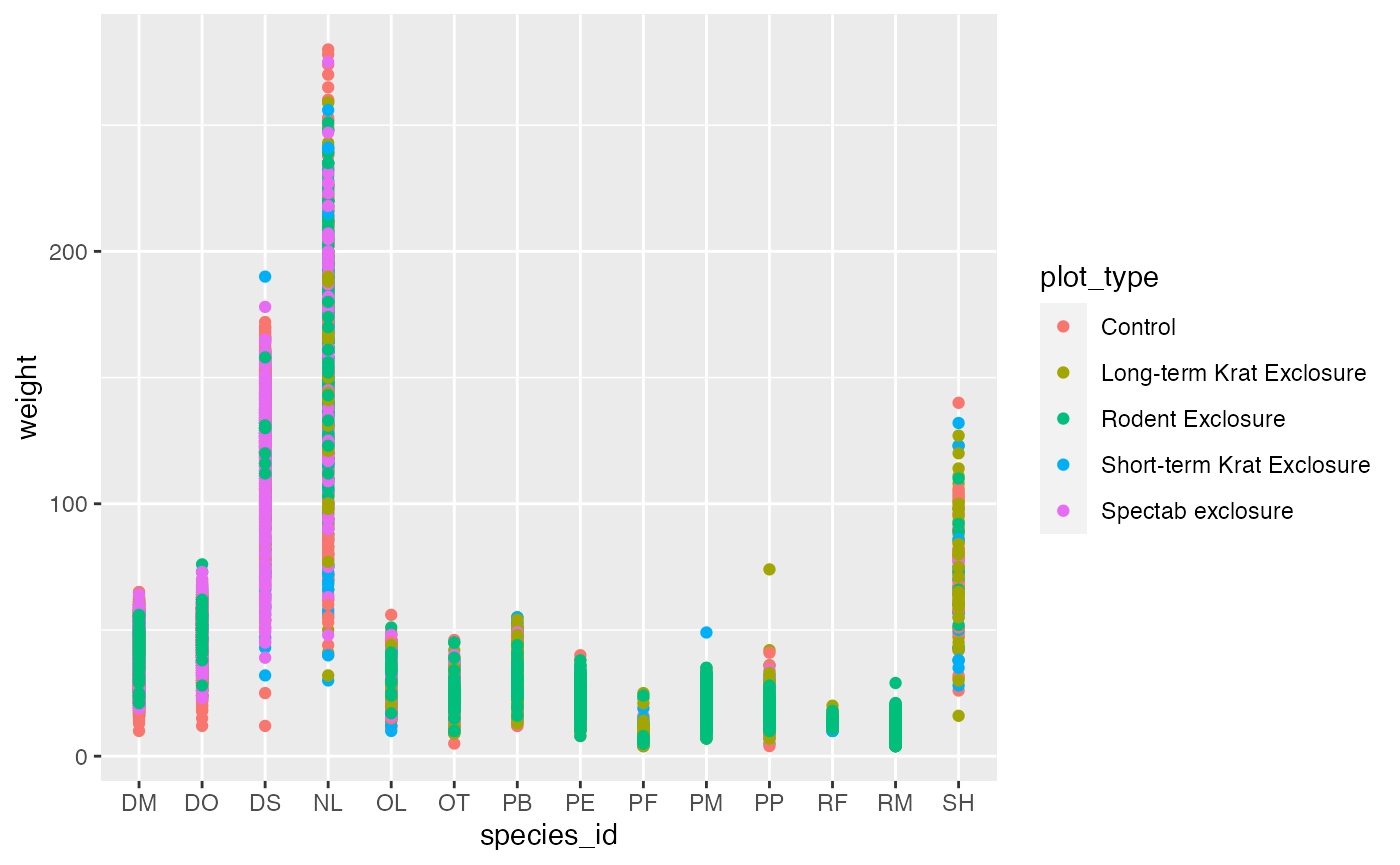 weight
200
100
0
DM DO DS NL OL OT PB PE PF PM PP RF RM SH
species_id
plot_type
Control
Long-term Krat Exclosure
Rodent Exclosure
Short-term Krat Exclosure
Spectab exclosure